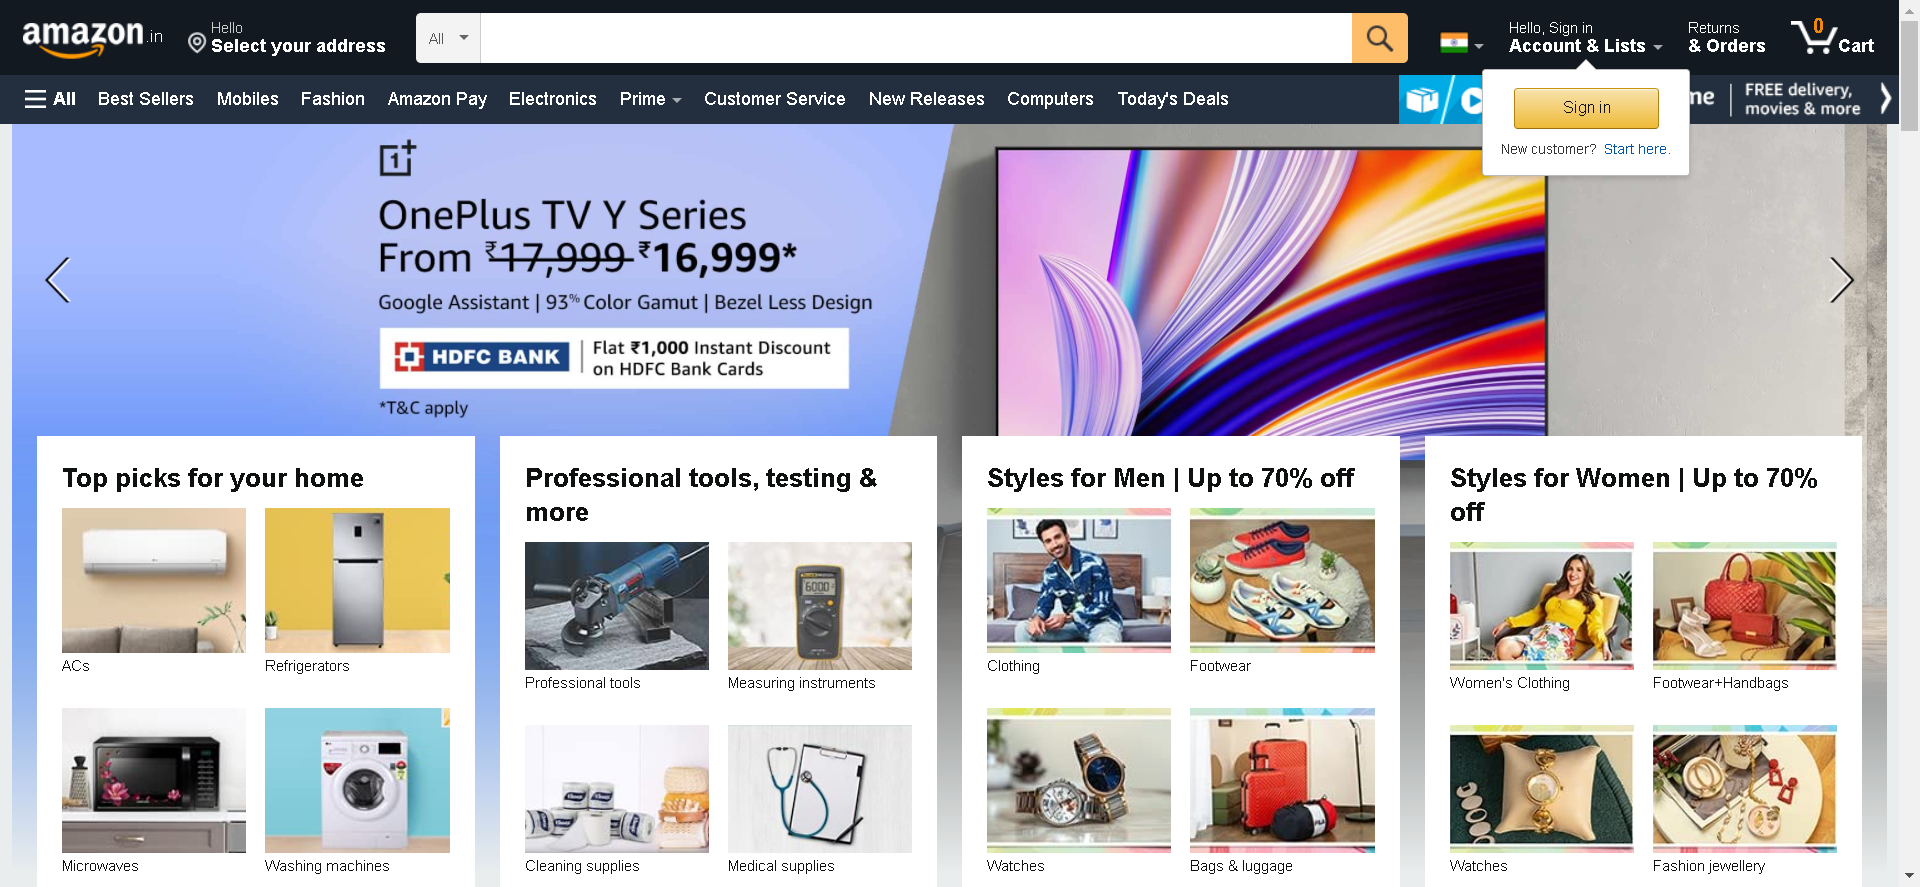 amazon.in
Hello
Select your address
All
Hello, Sign in
Account & Lists
Returns
& Orders
0
Cart
All
Best Sellers
Mobiles
Fashion
Amazon Pay
Electronics
Prime
Customer Service
New Releases
Computers
Today's Deals
FREE delivery,
movies & more
Sign in
New customer? Start here.
1+
OnePlus TV Y Series
From ₹17,999 ₹16,999*
Google Assistant | 93% Color Gamut | Bezel Less Design
HDFC BANK
Flat ₹1,000 Instant Discount
on HDFC Bank Cards
*T&C apply
Top picks for your home
ACs
Refrigerators
Microwaves
Washing machines
Professional tools, testing &
more
Professional tools
Measuring instruments
Cleaning supplies
Medical supplies
Styles for Men | Up to 70% off
Clothing
Footwear
Watches
Bags & luggage
Styles for Women | Up to 70%
off
Women's Clothing
Footwear+Handbags
Watches
Fashion jewellery